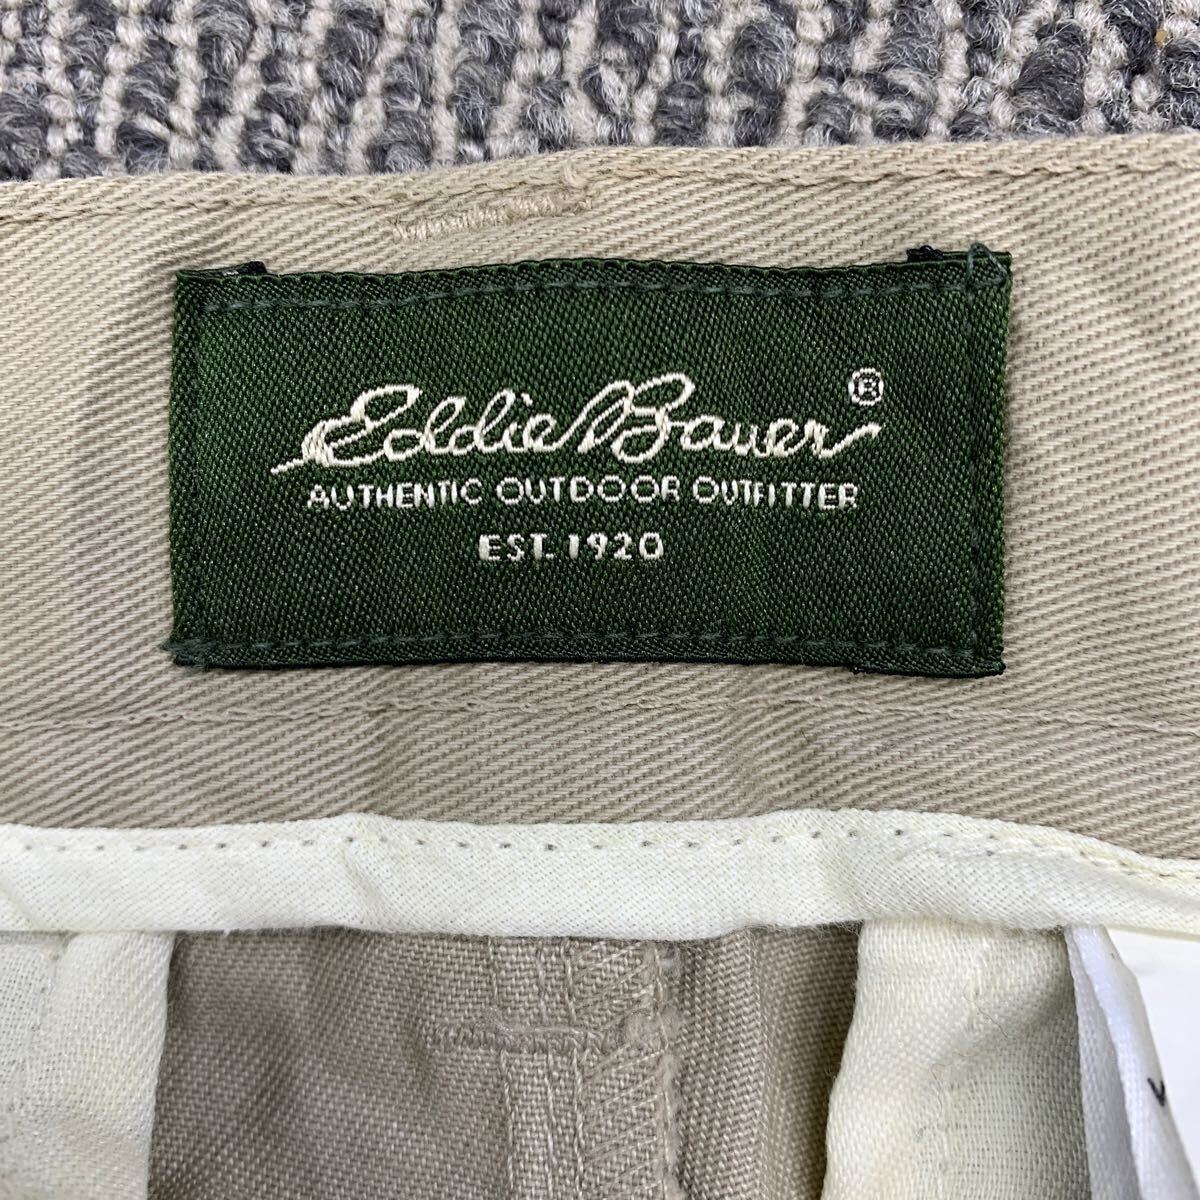 Eddie Bauer®
AUTHENTIC OUTDOOR OUTFITTER
EST. 1920